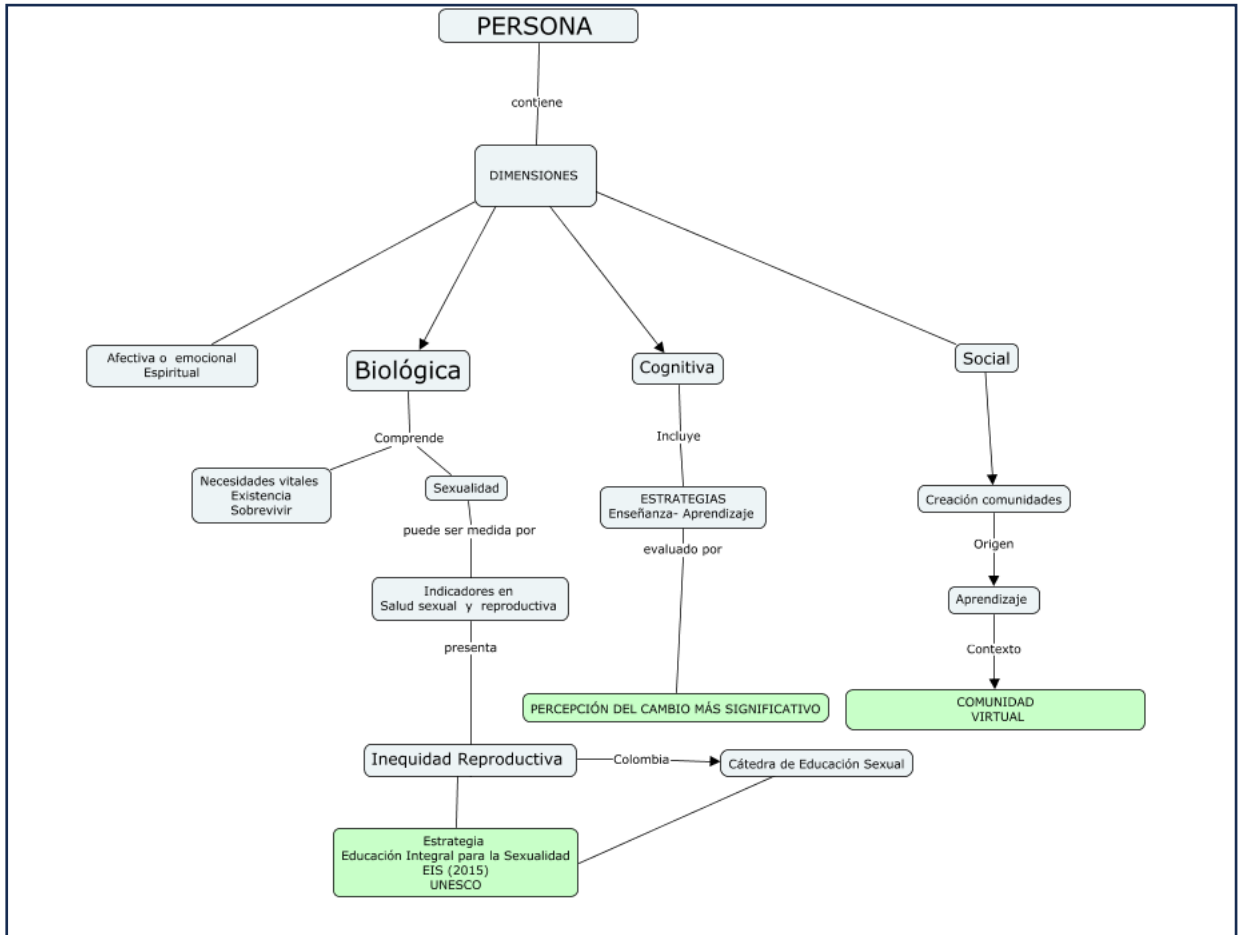 PERSONA
contiene
DIMENSIONES
Afectiva o emocional
Espiritual
Biológica
Cognitiva
Social
Comprende
Incluye
Necesidades vitales
Existencia
Sobrevivir
Sexualidad
ESTRATEGIAS
Enseñanza- Aprendizaje
Creación comunidades
puede ser medida por
evaluado por
Origen
Indicadores en
Salud sexual y reproductiva
Aprendizaje
presenta
Contexto
PERCEPCIÓN DEL CAMBIO MÁS SIGNIFICATIVO
COMUNIDAD
VIRTUAL
Inequidad Reproductiva
Colombia
Cátedra de Educación Sexual
Estrategia
Educación Integral para la Sexualidad
EIS (2015)
UNESCO